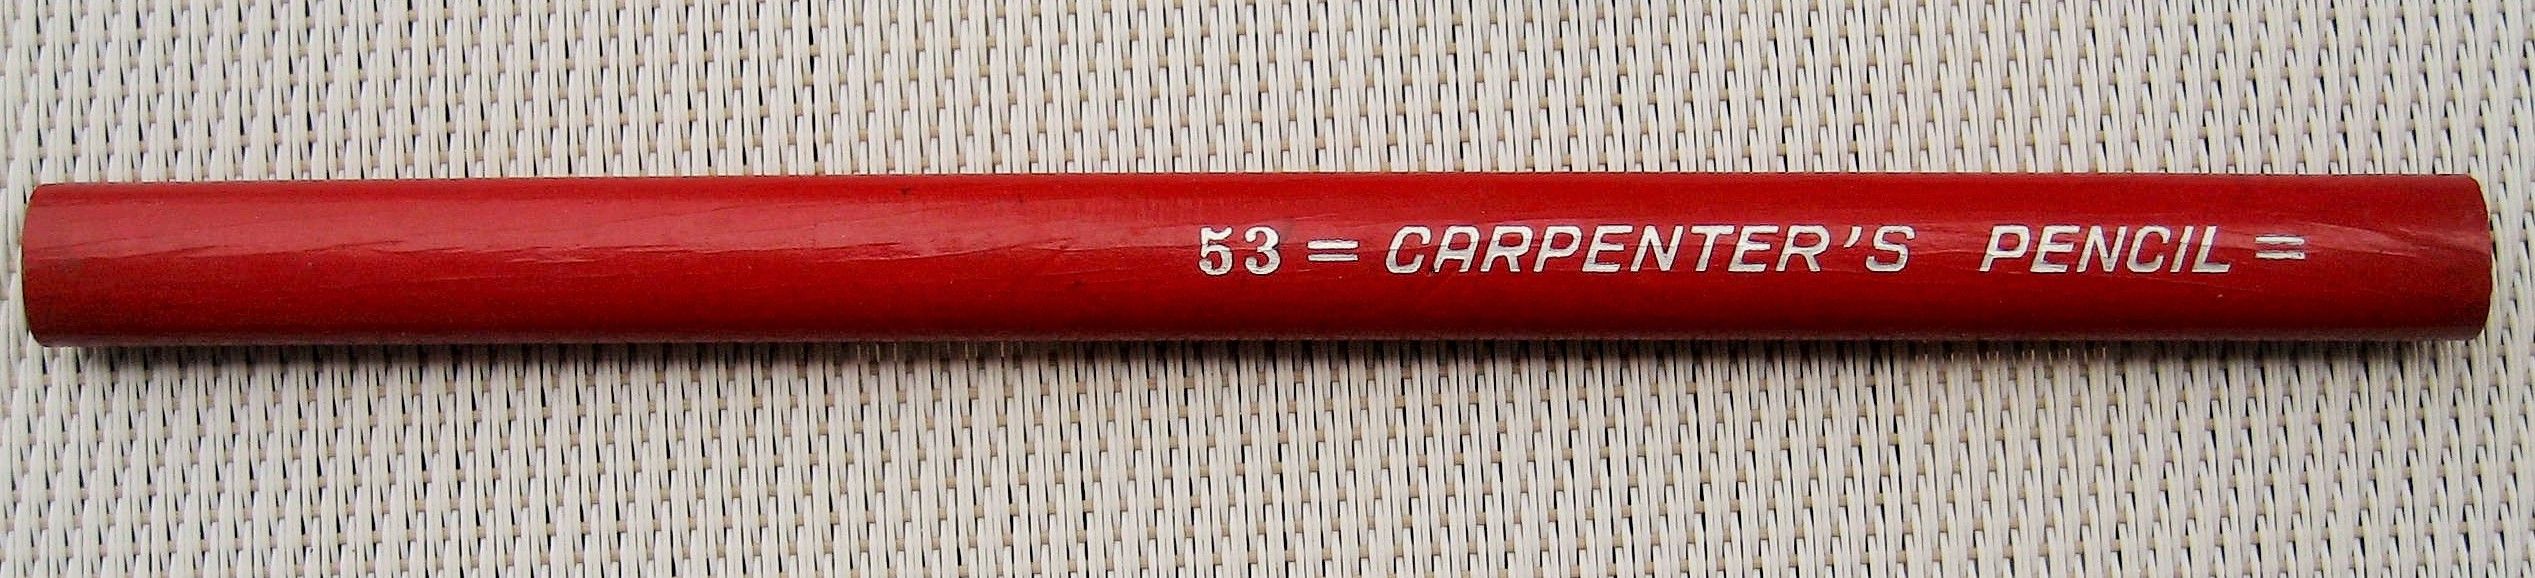 53 = CARPENTER'S PENCIL =